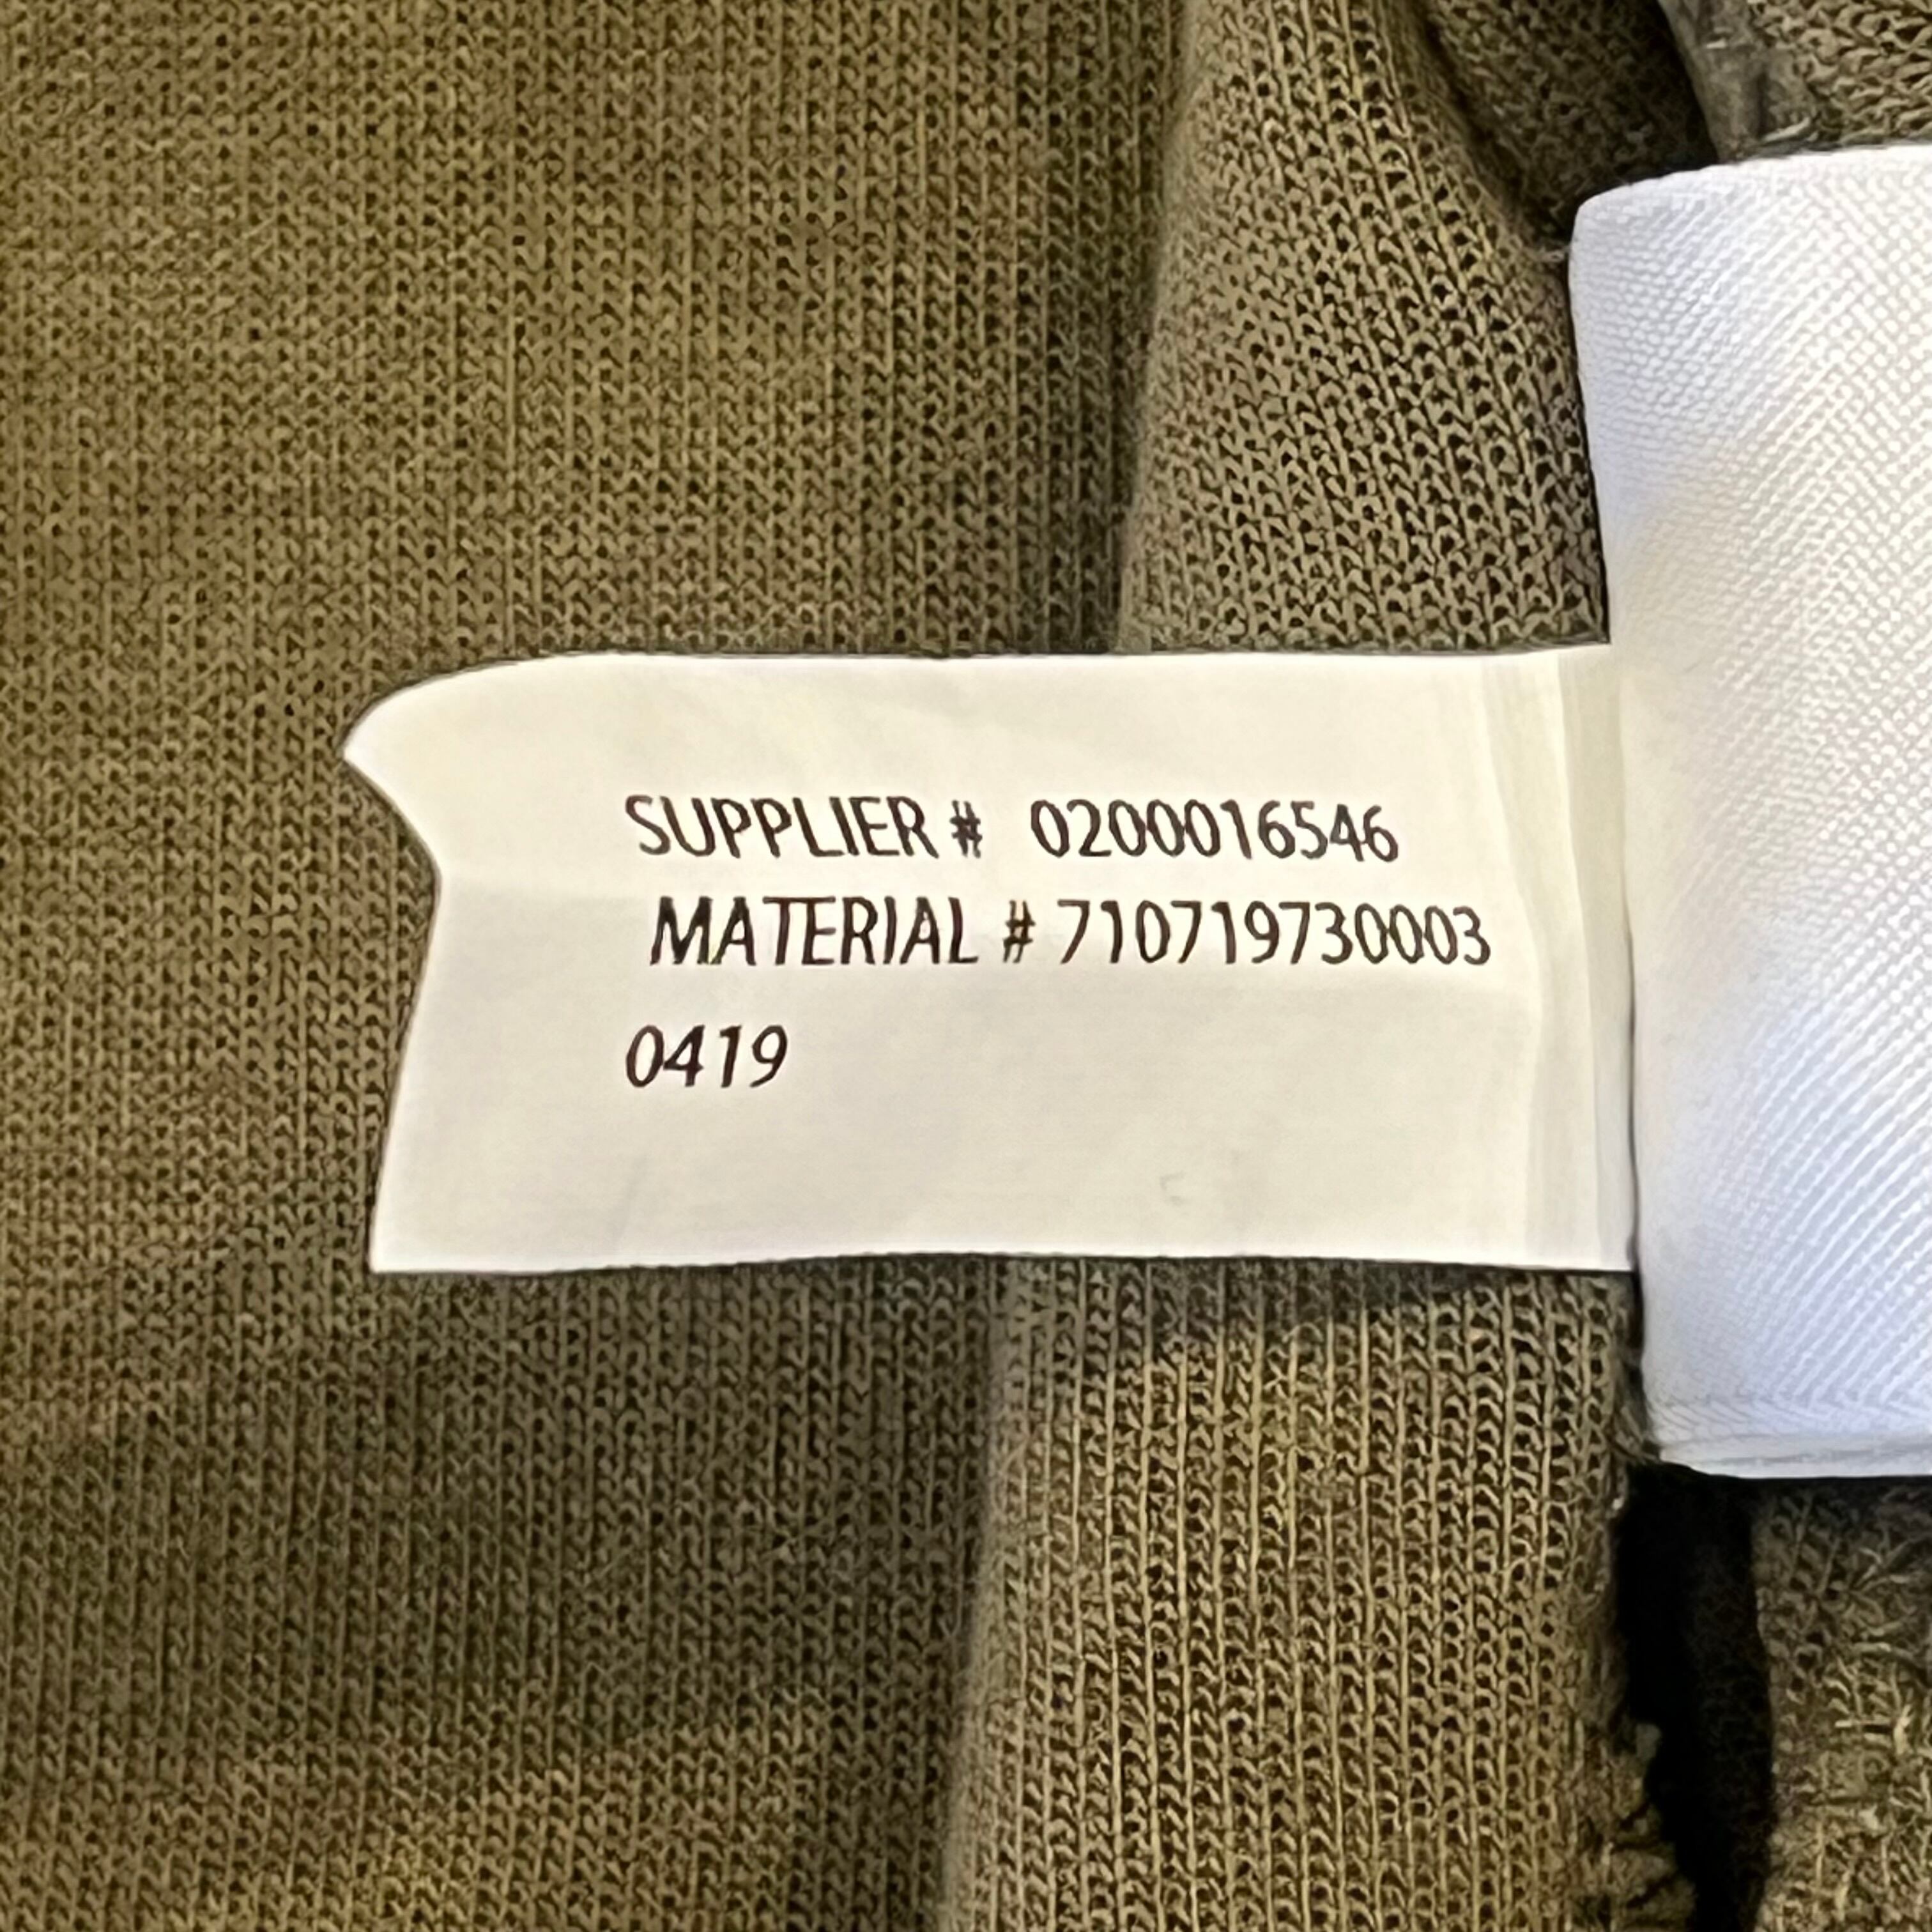 SUPPLIER # 0200016546
MATERIAL # 710719730003
0419